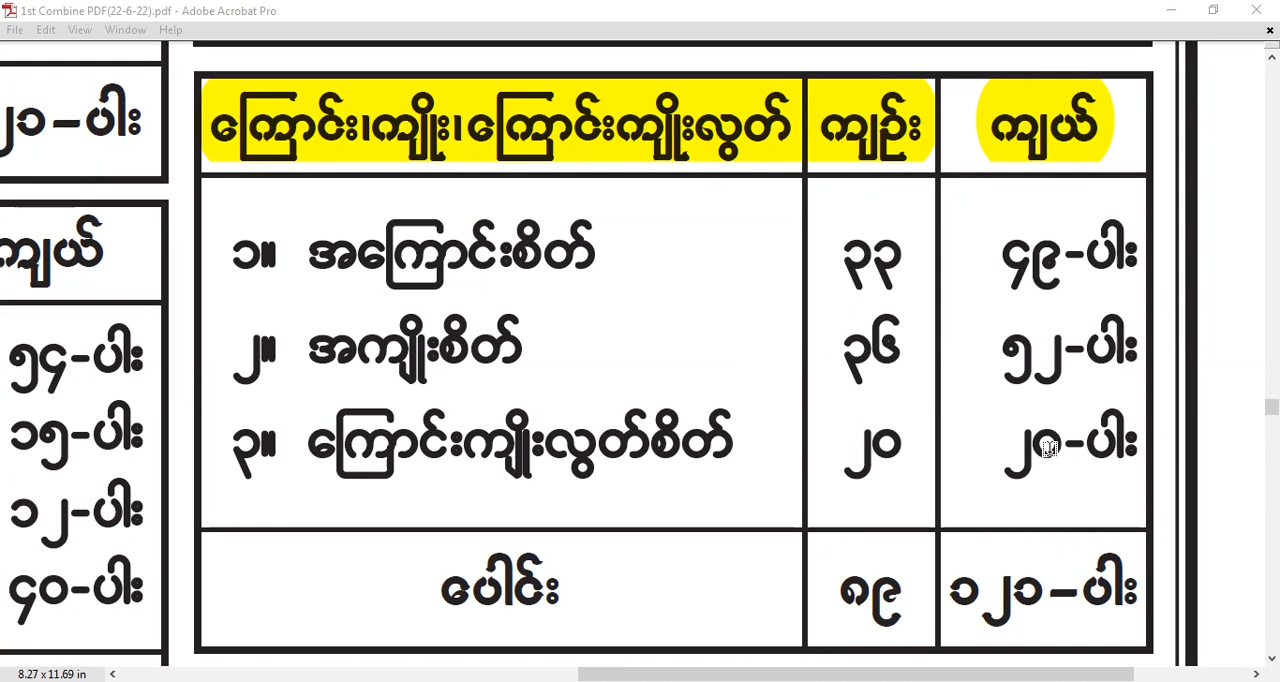 1st Combine PDF(22-6-22).pdf - Adobe Acrobat Pro
File Edit View Window Help
၂၁-ပါး
ကျယ်
၅၄-ပါး
၁၅-ပါး
၁၂-ပါး
၄၀-ပါး
ကြောင်း၊ကျိုး၊ကြောင်းကျိုးလွတ် ကျဉ်း ကျယ်
၁။ အကြောင်းစိတ် ၃၃ ၄၉-ပါး
၂။ အကျိုးစိတ် ၃၆ ၅၂-ပါး
၃။ ကြောင်းကျိုးလွတ်စိတ် ၂၀ ၂၀-ပါး
ပေါင်း ၈၉ ၁၂၁-ပါး
8.27 x 11.69 in